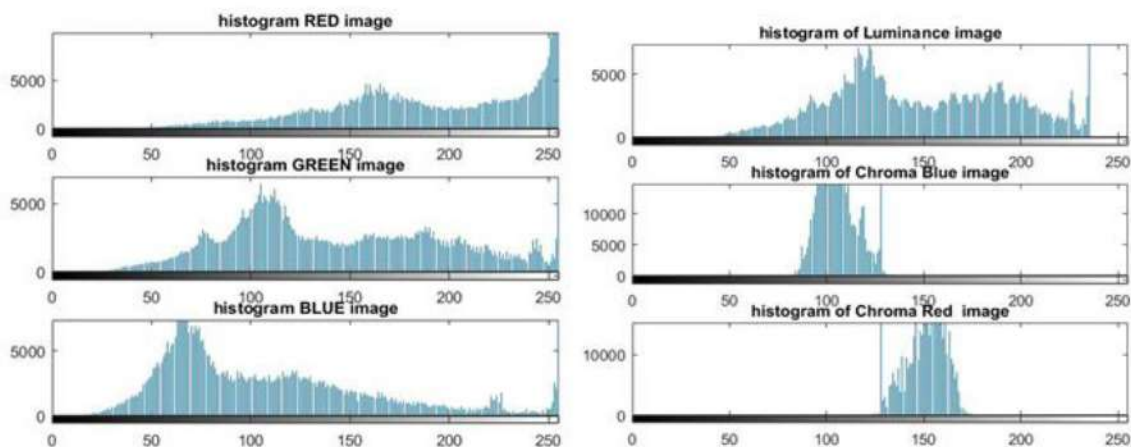 histogram RED image
5000
0
0 50 100 150 200 250
histogram GREEN image
5000
0
0 50 100 150 200 250
histogram BLUE image
5000
0
0 50 100 150 200 250
histogram of Luminance image
5000
0
0 50 100 150 200 250
histogram of Chroma Blue image
10000
5000
0
0 50 100 150 200 250
histogram of Chroma Red image
10000
0
0 50 100 150 200 250